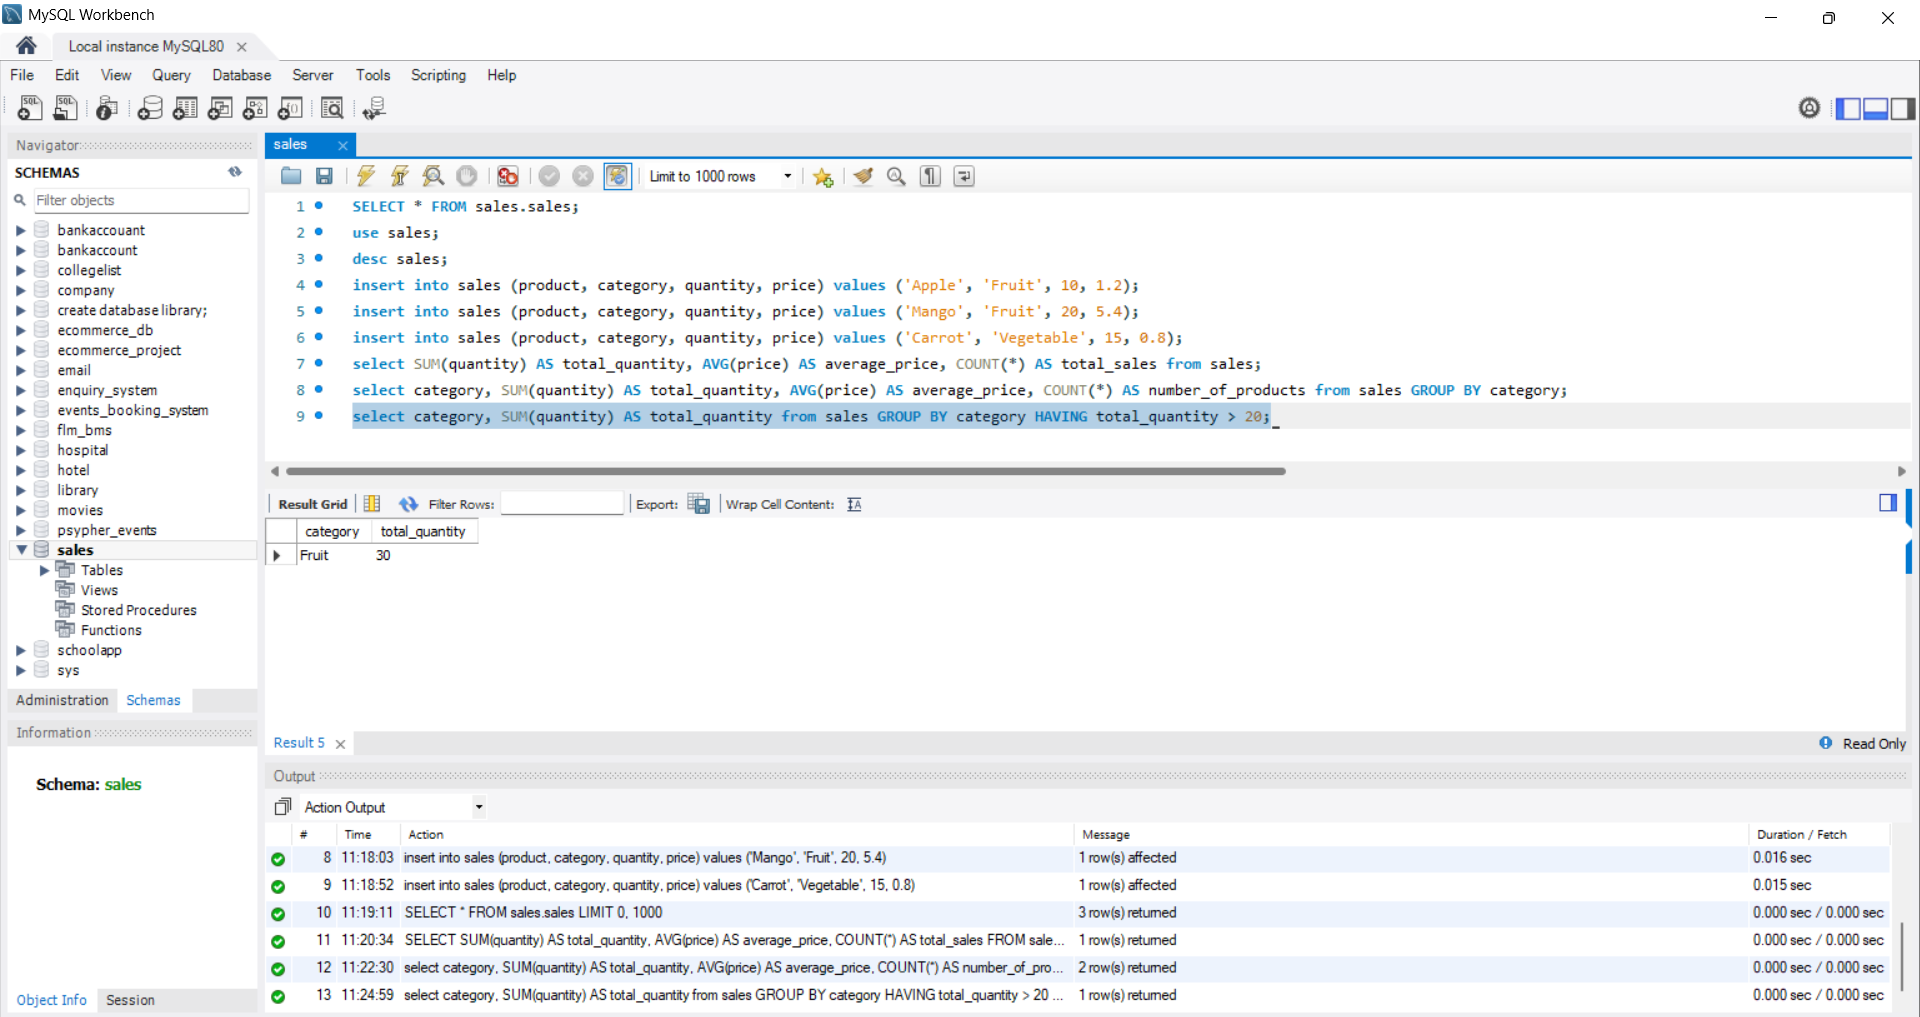 MySQL Workbench
Local instance MySQL80
File Edit View Query Database Server Tools Scripting Help
Navigator
SCHEMAS
Filter objects
bankaccouant
bankaccount
collegelist
company
create database library;
ecommerce_db
ecommerce_project
email
enquiry_system
events_booking_system
flm_bms
hospital
hotel
library
movies
psypher_events
sales
Tables
Views
Stored Procedures
Functions
schoolapp
sys
Administration Schemas
Information
Schema: sales
Object Info Session
sales
Limit to 1000 rows
1 SELECT * FROM sales.sales;
2 use sales;
3 desc sales;
4 insert into sales (product, category, quantity, price) values ('Apple', 'Fruit', 10, 1.2);
5 insert into sales (product, category, quantity, price) values ('Mango', 'Fruit', 20, 5.4);
6 insert into sales (product, category, quantity, price) values ('Carrot', 'Vegetable', 15, 0.8);
7 select SUM(quantity) AS total_quantity, AVG(price) AS average_price, COUNT(*) AS total_sales from sales;
8 select category, SUM(quantity) AS total_quantity, AVG(price) AS average_price, COUNT(*) AS number_of_products from sales GROUP BY category;
9 select category, SUM(quantity) AS total_quantity from sales GROUP BY category HAVING total_quantity > 20;
Result Grid Filter Rows: Export: Wrap Cell Content:
category total_quantity
Fruit 30
Result 5
Read Only
Output
Action Output
# Time Action Message Duration / Fetch
8 11:18:03 insert into sales (product, category, quantity, price) values ('Mango', 'Fruit', 20, 5.4) 1 row(s) affected 0.016 sec
9 11:18:52 insert into sales (product, category, quantity, price) values ('Carrot', 'Vegetable', 15, 0.8) 1 row(s) affected 0.015 sec
10 11:19:11 SELECT * FROM sales.sales LIMIT 0, 1000 3 row(s) returned 0.000 sec / 0.000 sec
11 11:20:34 SELECT SUM(quantity) AS total_quantity, AVG(price) AS average_price, COUNT(*) AS total_sales FROM sale... 1 row(s) returned 0.000 sec / 0.000 sec
12 11:22:30 select category, SUM(quantity) AS total_quantity, AVG(price) AS average_price, COUNT(*) AS number_of_pro... 2 row(s) returned 0.000 sec / 0.000 sec
13 11:24:59 select category, SUM(quantity) AS total_quantity from sales GROUP BY category HAVING total_quantity > 20 ... 1 row(s) returned 0.000 sec / 0.000 sec